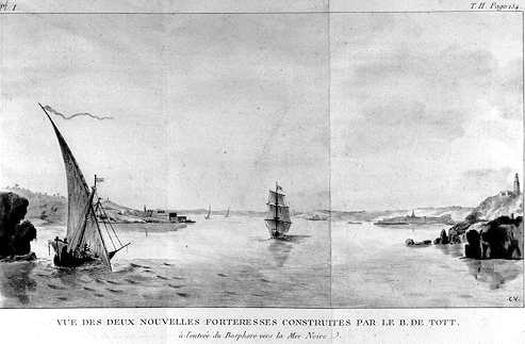 Pl. I
T. II. Page 154
VUE DES DEUX NOUVELLES FORTERESSES CONSTRUITES PAR LE B. DE TOTT.
à l'entrée du Bosphore vers la Mer Noire